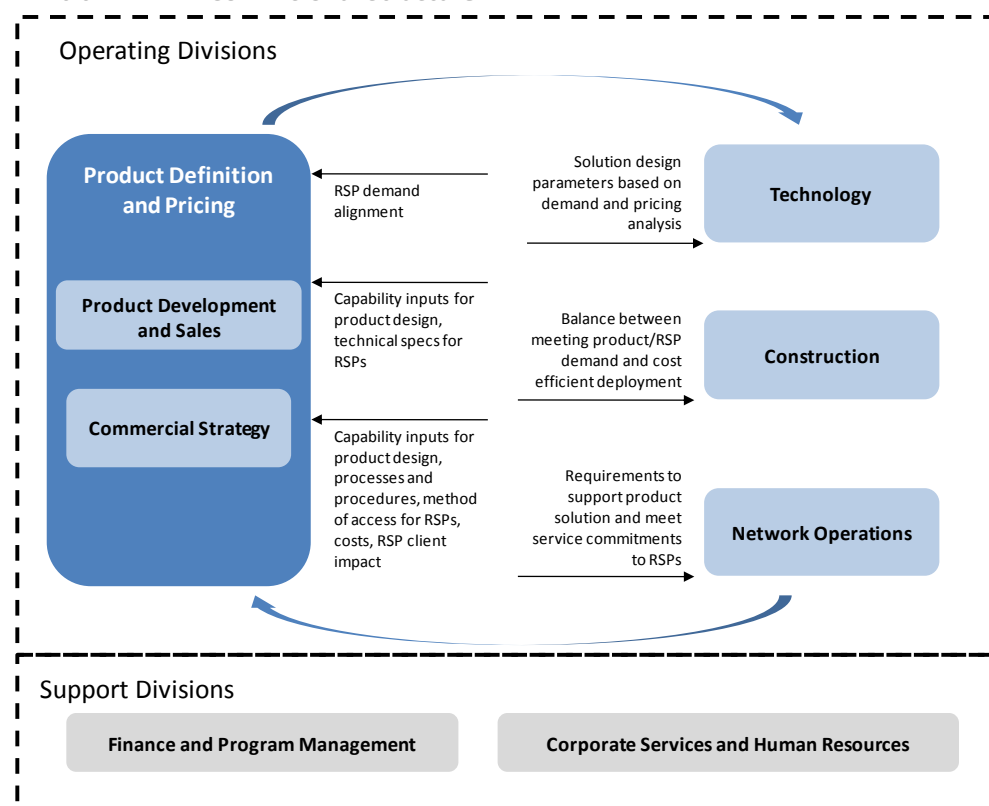 Operating Divisions
Product Definition
and Pricing
Product Development
and Sales
Commercial Strategy
RSP demand
alignment
Capability inputs for
product design,
technical specs for
RSPs
Capability inputs for
product design,
processes and
procedures, method
of access for RSPs,
costs, RSP client
impact
Solution design
parameters based on
demand and pricing
analysis
Balance between
meeting product/RSP
demand and cost
efficient deployment
Requirements to
support product
solution and meet
service commitments
to RSPs
Technology
Construction
Network Operations
Support Divisions
Finance and Program Management
Corporate Services and Human Resources